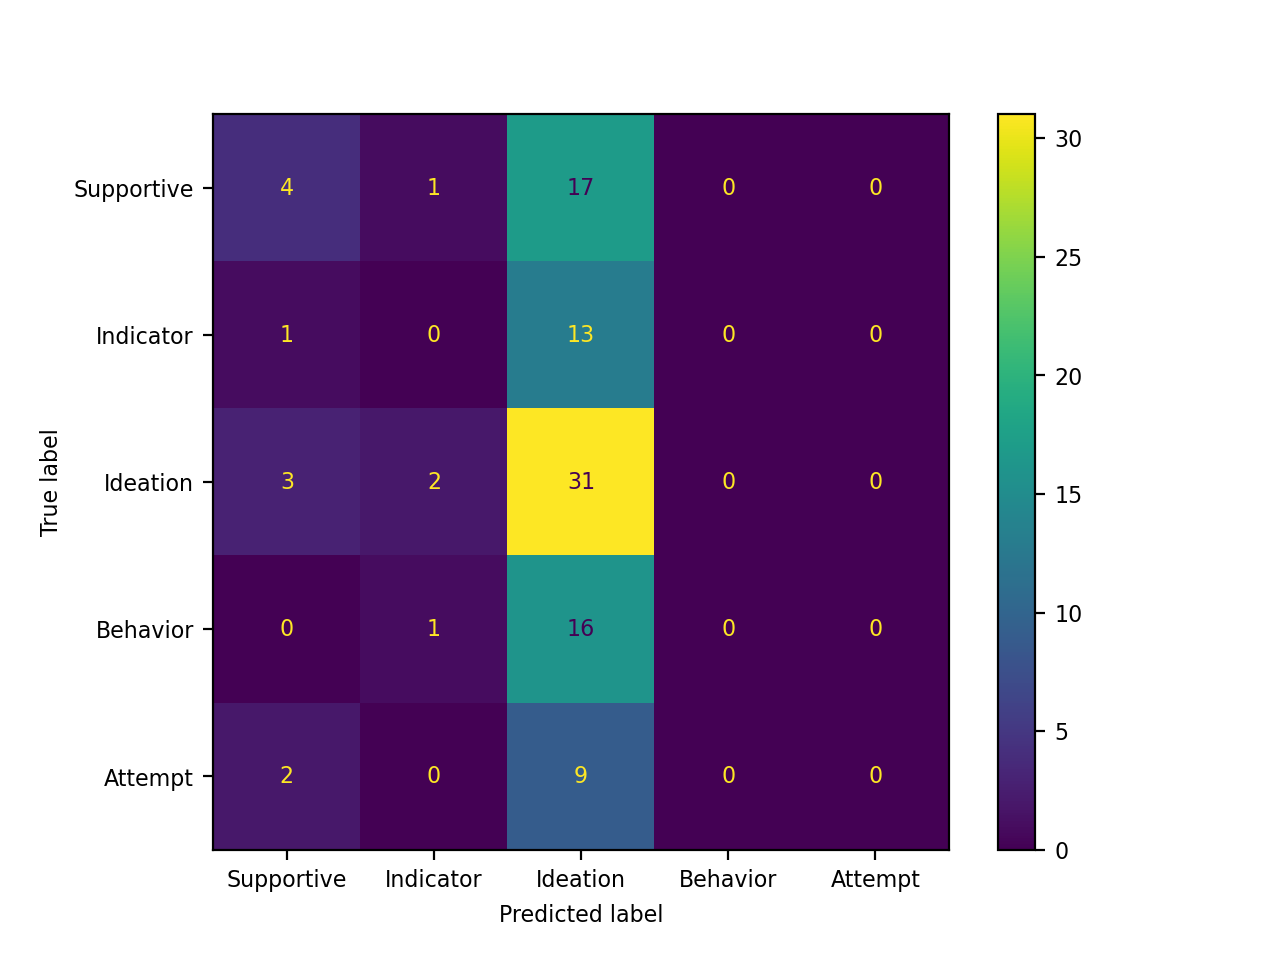 Supportive 4 1 17 0 0
Indicator 1 0 13 0 0
Ideation 3 2 31 0 0
Behavior 0 1 16 0 0
Attempt 2 0 9 0 0
Supportive Indicator Ideation Behavior Attempt
Predicted label
True label
30
25
20
15
10
5
0